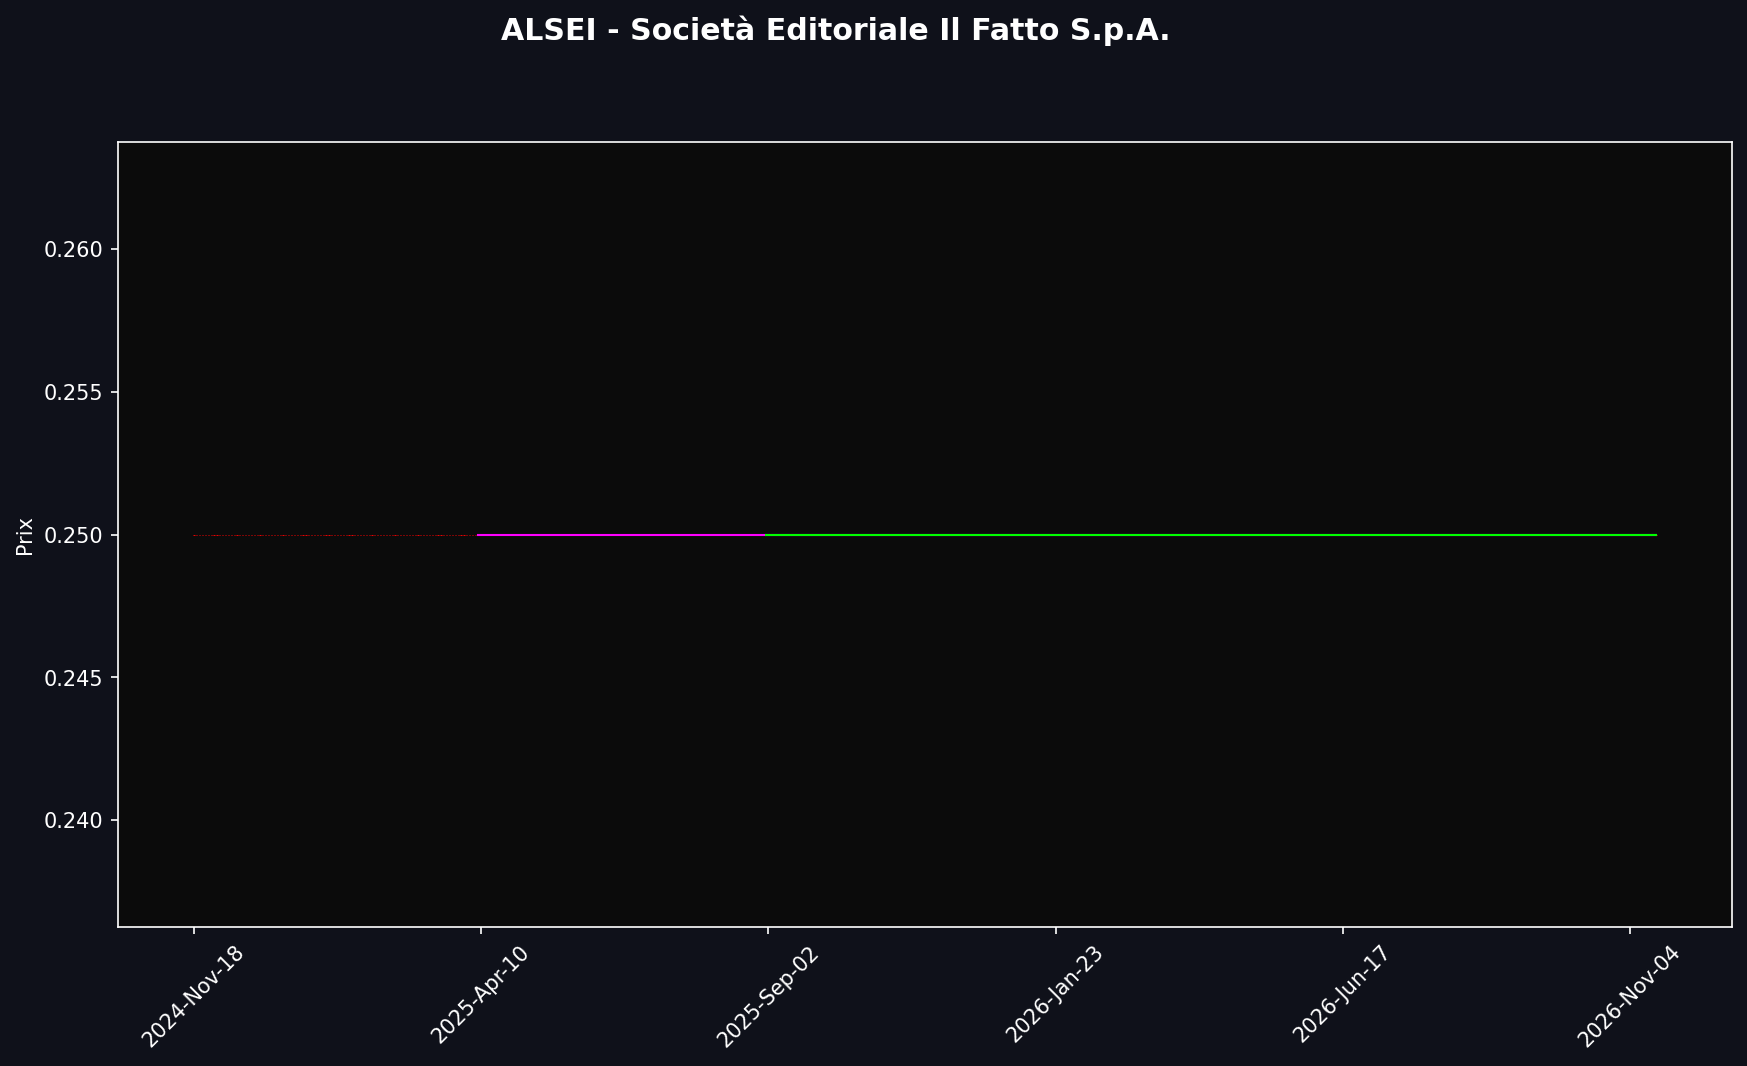 ALSEI - Società Editoriale Il Fatto S.p.A.
Prix
0.260
0.255
0.250
0.245
0.240
2024-Nov-18
2025-Apr-10
2025-Sep-02
2026-Jan-23
2026-Jun-17
2026-Nov-04